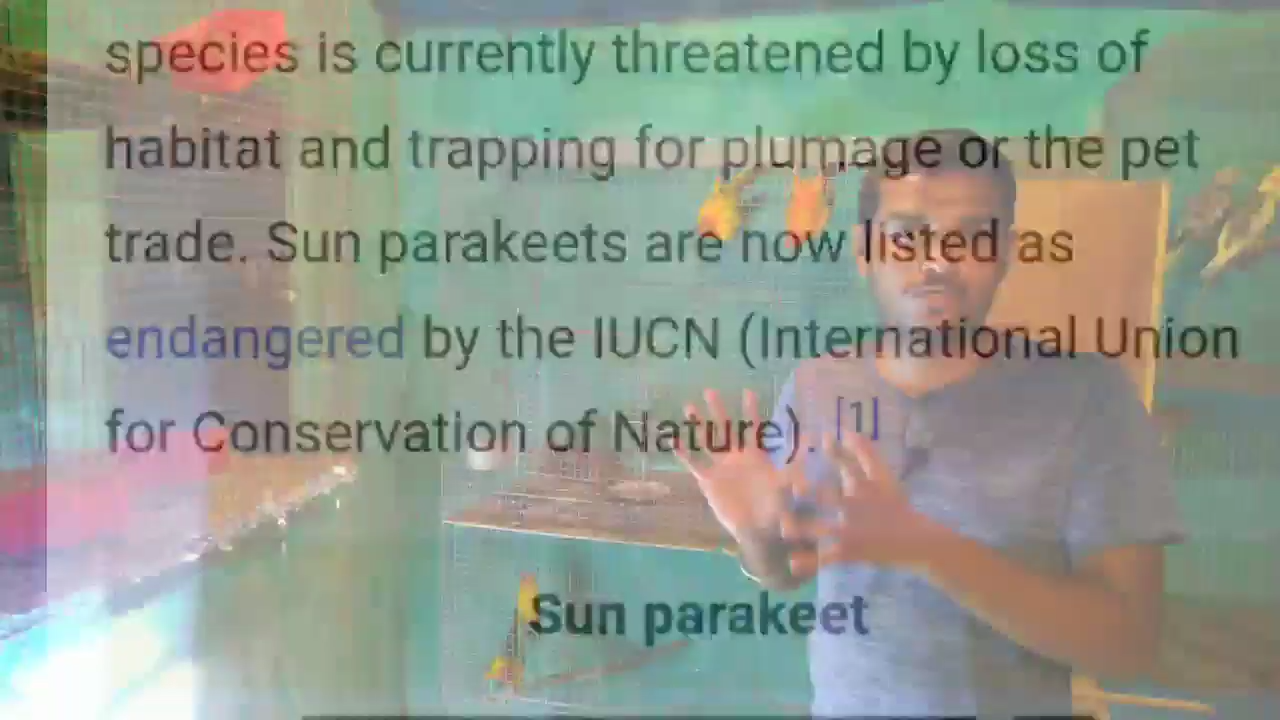 species is currently threatened by loss of
habitat and trapping for plumage or the pet
trade. Sun parakeets are now listed as
endangered by the IUCN (International Union
for Conservation of Nature). [1]
Sun parakeet